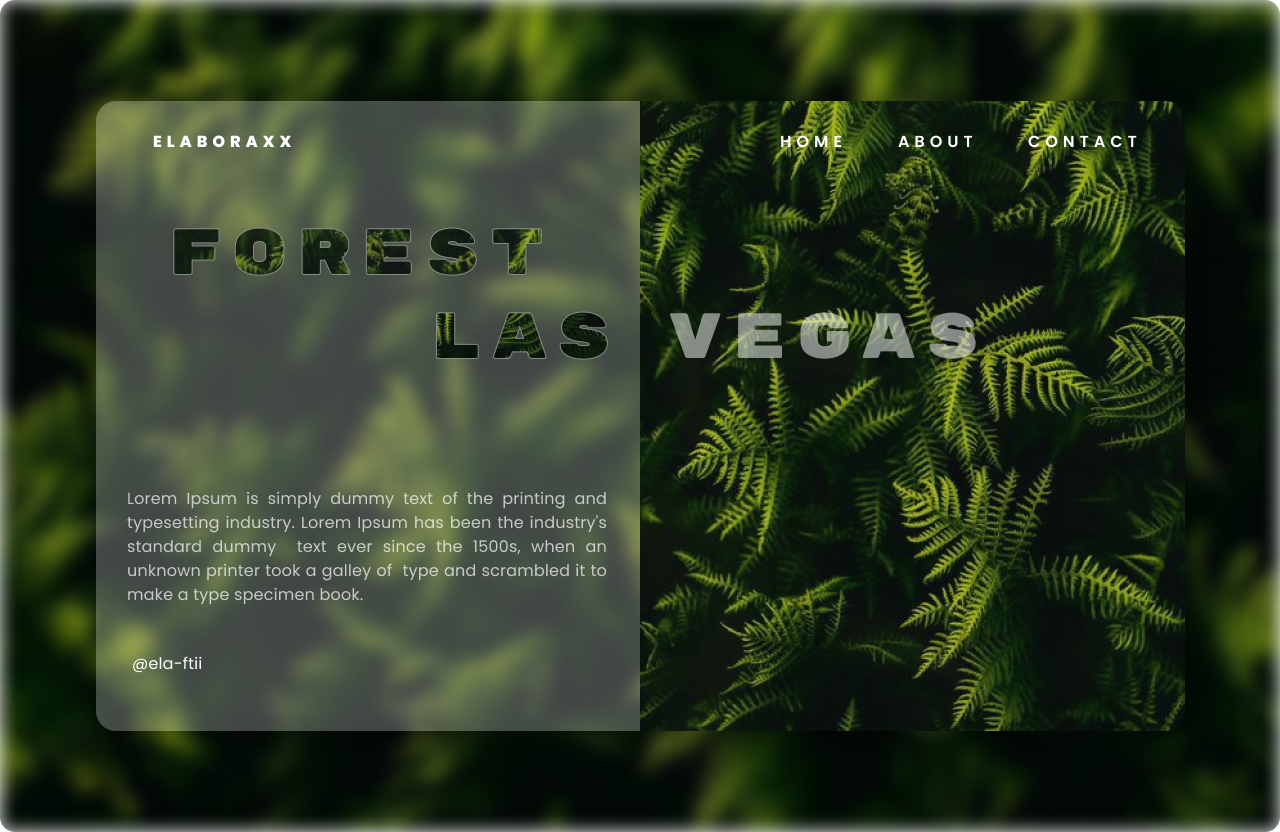 ELABORAXX
HOME ABOUT CONTACT
FOREST
LAS VEGAS
Lorem Ipsum is simply dummy text of the printing and
typesetting industry. Lorem Ipsum has been the industry's
standard dummy text ever since the 1500s, when an
unknown printer took a galley of type and scrambled it to
make a type specimen book.
@ela-ftii